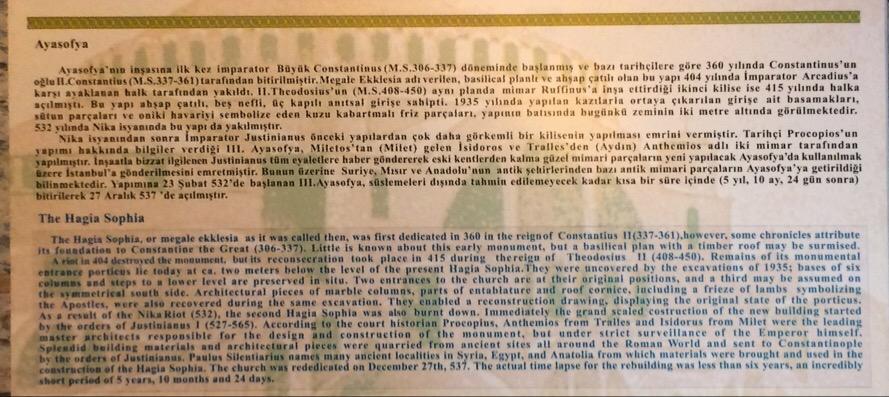 Ayasofya
Ayasofya'nın inşasına ilk kez imparator Büyük Constantinus (M.S.306-337) döneminde başlanmış ve bazı tarihçilere göre 360 yılında Constantinus'un
oğlu II.Constantius (M.S.337-361) tarafından bitirilmiştir. Megale Ekklesia adı verilen, basilical planlı ve ahşap çatılı olan bu yapı 404 yılında İmparator Arcadius'a
karşı ayaklanan halk tarafından yakıldı. II.Theodosius'un (M.S.408-450) aynı planda mimar Ruffinus'a inşa ettirdiği ikinci kilise ise 415 yılında halka
açılmıştı. Bu yapı ahşap çatılı, beş nefli, üç kapılı anıtsal girişe sahipti. 1935 yılında yapılan kazılarla ortaya çıkarılan girişe ait basamakları,
sütun parçaları ve oniki havariyi sembolize eden kuzu kabartmalı friz parçaları, yapının batısında bugünkü zeminin iki metre altında görülmektedir.
532 yılında Nika isyanında bu yapı da yakılmıştır.
Nika isyanından sonra İmparator Justinianus önceki yapılardan çok daha görkemli bir kilisenin yapılması emrini vermiştir. Tarihçi Procopios'un
yapımı hakkında bilgiler verdiği III. Ayasofya, Miletos'tan (Milet) gelen İsidoros ve Tralles'den (Aydın) Anthemios adlı iki mimar tarafından
yapılmıştır. İnşaatla bizzat ilgilenen Justinianus tüm eyaletlere haber göndererek eski kentlerden kalma güzel mimari parçaların yeni yapılacak Ayasofya'da kullanılmak
üzere İstanbul'a gönderilmesini emretmiştir. Bunun üzerine Suriye, Mısır ve Anadolu'nun antik şehirlerinden bazı antik mimari parçaların Ayasofya'ya getirildiği
bilinmektedir. Yapımına 23 Şubat 532'de başlanan III.Ayasofya, süslemeleri dışında tahmin edilemeyecek kadar kısa bir süre içinde (5 yıl, 10 ay, 24 gün sonra)
bitirilerek 27 Aralık 537 'de açılmıştır.
The Hagia Sophia
The Hagia Sophia, or megale ekklesia as it was called then, was first dedicated in 360 in the reign of Constantius II(337-361),however, some chronicles attribute
its foundation to Constantine the Great (306-337). Little is known about this early monument, but a basilical plan with a timber roof may be surmised.
A riot in 404 destroyed the monument, but its reconsecration took place in 415 during thereign of Theodosius II (408-450). Remains of its monumental
entrance porticus lie today at ca. two meters below the level of the present Hagia Sophia.They were uncovered by the excavations of 1935; bases of six
columns and steps to a lower level are preserved in situ. Two entrances to the church are at their original positions, and a third may be assumed on
the symmetrical south side. Architectural pieces of marble columns, parts of entablature and roof cornice, including a frieze of lambs symbolizing
the Apostles, were also recovered during the same excavation. They enabled a reconstruction drawing, displaying the original state of the porticus.
As a result of the Nika Riot (532), the second Hagia Sophia was also burnt down. Immediately the grand scaled costruction of the new building started
by the orders of Justinianus I (527-565). According to the court historian Procopius, Anthemios from Tralles and Isidorus from Milet were the leading
master architects responsible for the design and construction of the monument, but under strict surveillance of the Emperor himself.
Splendid building materials and architectural pieces were quarried from ancient sites all around the Roman World and sent to Constantinople
by the orders of Justinianus. Paulus Silentiarius names many ancient localities in Syria, Egypt, and Anatolia from which materials were brought and used in the
construction of the Hagia Sophia. The church was rededicated on December 27th, 537. The actual time lapse for the rebuilding was less than six years, an incredibly
short period of 5 years, 10 months and 24 days.